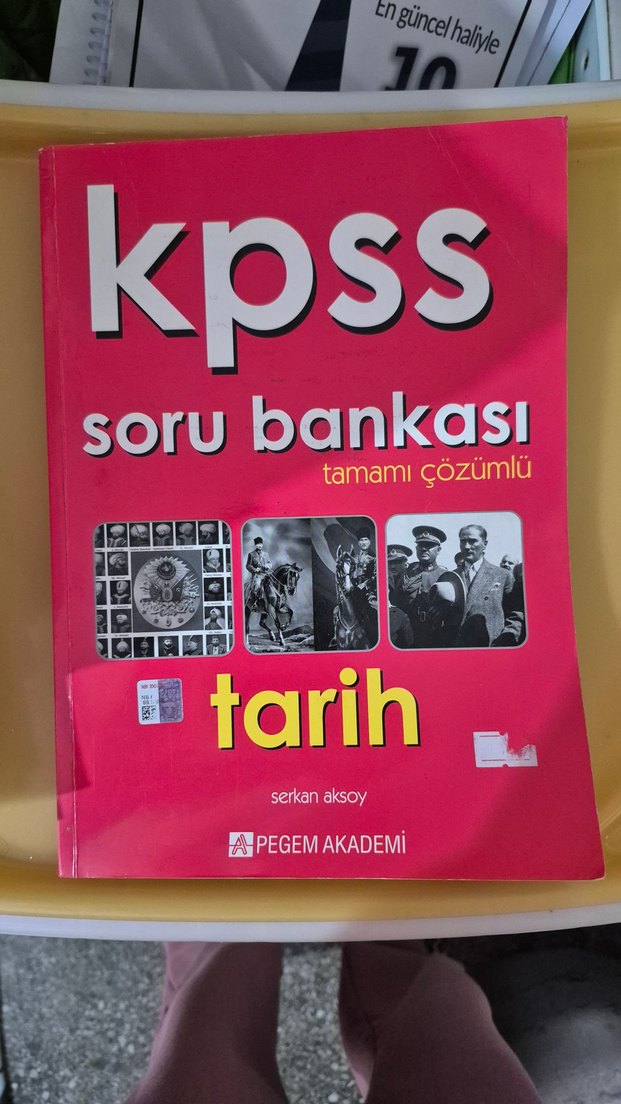 En güncel haliyle
10
kpss
soru bankası
tamamı çözümlü
tarih
serkan aksoy
PEGEM AKADEMİ